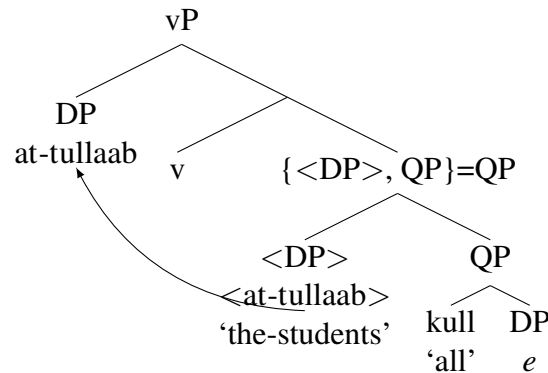 vP
DP
at-tullaab
v
{<DP>, QP}=QP
<DP>
<at-tullaab>
‘the-students’
QP
kull
‘all’
DP
e